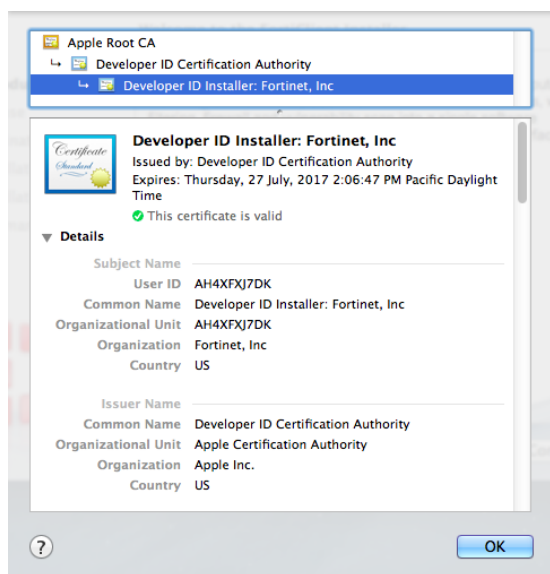 Apple Root CA
Developer ID Certification Authority
Developer ID Installer: Fortinet, Inc
Certificate
Standard
Developer ID Installer: Fortinet, Inc
Issued by: Developer ID Certification Authority
Expires: Thursday, 27 July, 2017 2:06:47 PM Pacific Daylight
Time
This certificate is valid
Details
Subject Name
User ID AH4XFXJ7DK
Common Name Developer ID Installer: Fortinet, Inc
Organizational Unit AH4XFXJ7DK
Organization Fortinet, Inc
Country US
Issuer Name
Common Name Developer ID Certification Authority
Organizational Unit Apple Certification Authority
Organization Apple Inc.
Country US
?
OK